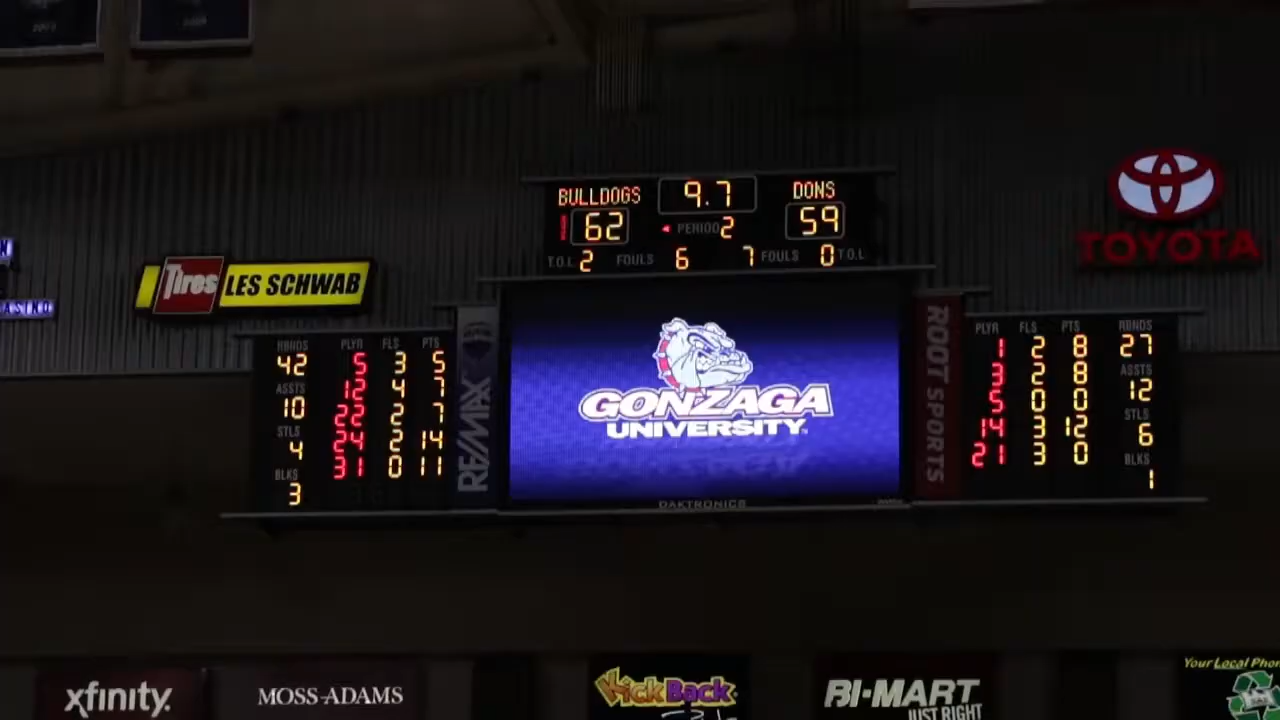 BULLDOGS 9.7 DONS
62 PERIOD 2 59
T.O.L 2 FOULS 6 7 FOULS 0 T.O.L
TOYOTA
Tires LES SCHWAB
ASINO
RBNDS PLYR FLS PTS
42 5 3 5
ASSTS 12 4 7
10 22 2 7
STLS 24 2 14
4 31 0 11
BLKS
3
RE/MAX
GONZAGA
UNIVERSITY
DAKTRONICS
ROOT SPORTS
PLYR FLS PTS RBNDS
1 2 8 27
3 2 8 ASSTS
5 0 0 12
14 3 12 STLS
21 3 0 6
BLKS
1
xfinity.
MOSS-ADAMS
KickBack
BI-MART
JUST RIGHT
Your Local Phon